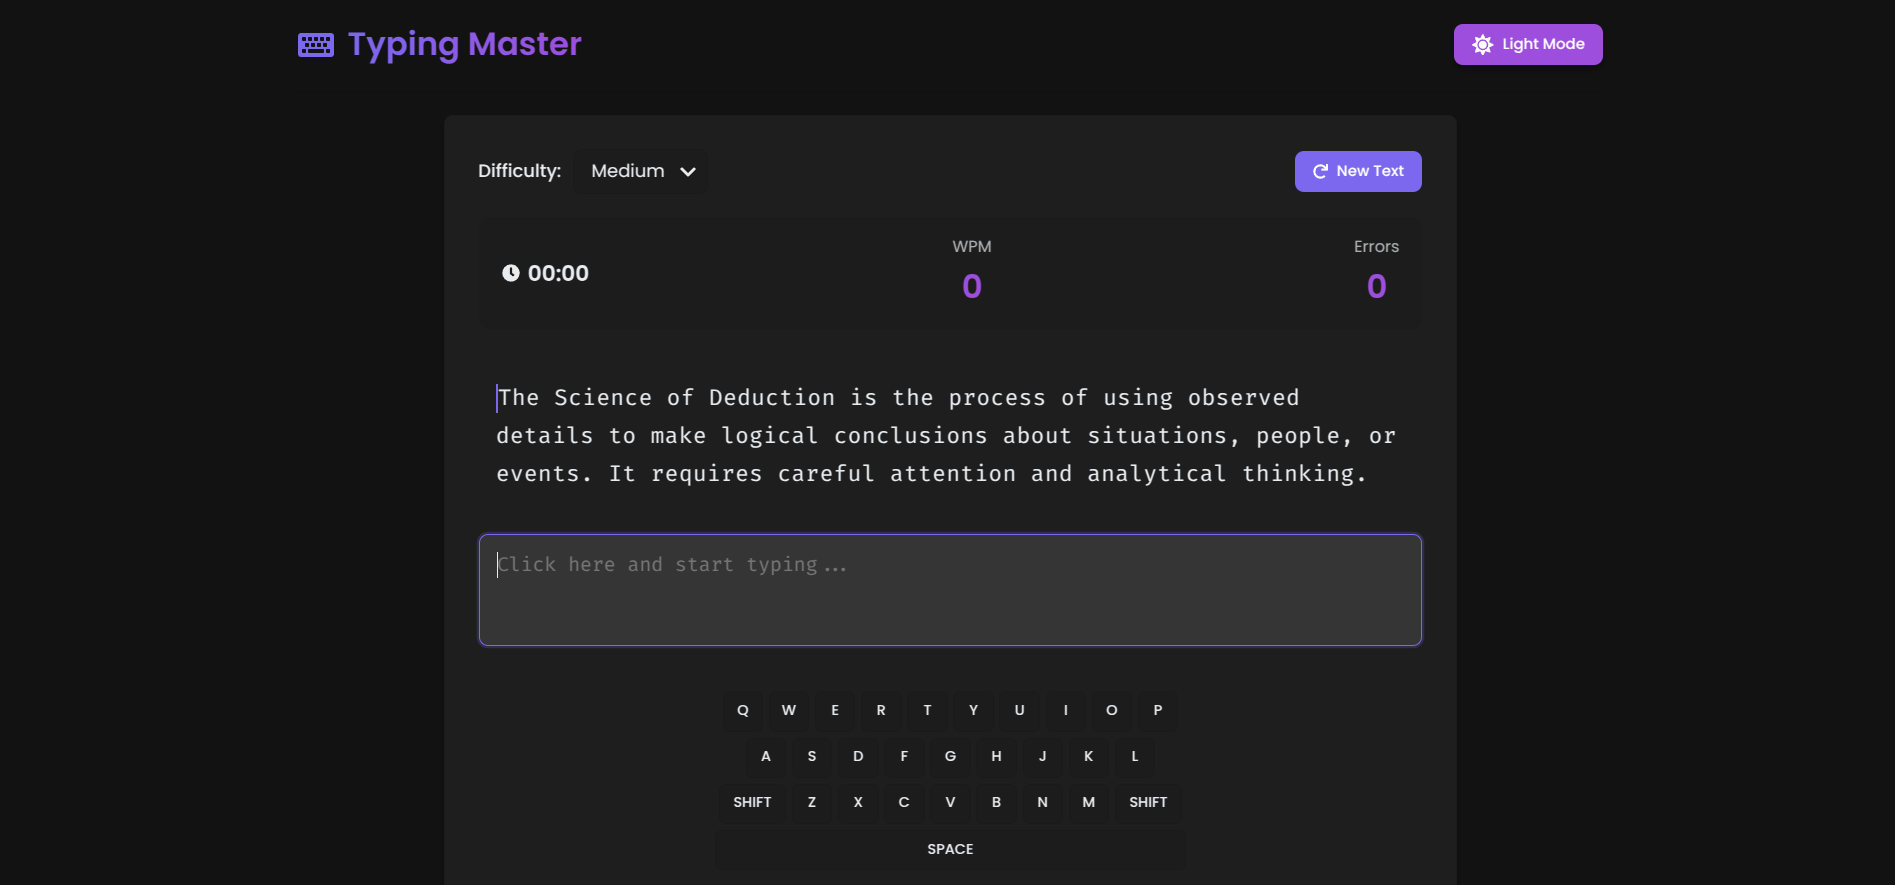 Typing Master
Light Mode
Difficulty: Medium
New Text
00:00
WPM
0
Errors
0
The Science of Deduction is the process of using observed
details to make logical conclusions about situations, people, or
events. It requires careful attention and analytical thinking.
Click here and start typing...
Q W E R T Y U I O P
A S D F G H J K L
SHIFT Z X C V B N M SHIFT
SPACE